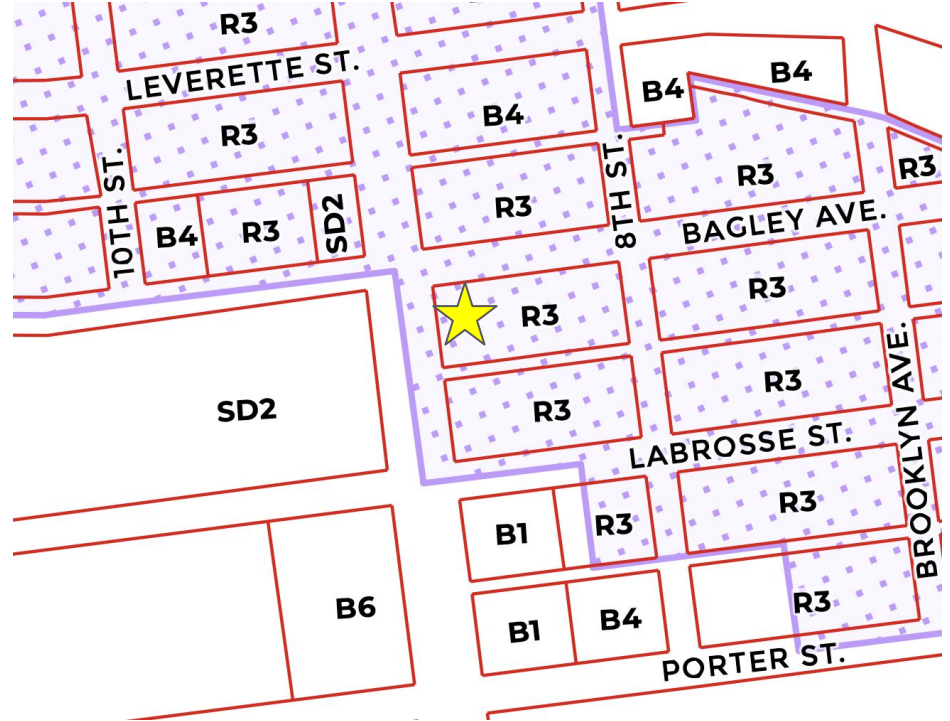 R3
LEVERETTE ST.
B4
B4
B4
R3
10TH ST.
8TH ST.
R3
R3
R3
B4
R3
SD2
BAGLEY AVE.
R3
R3
SD2
R3
R3
BROOKLYN AVE.
LABROSSE ST.
B1
R3
R3
B6
B1
B4
R3
PORTER ST.